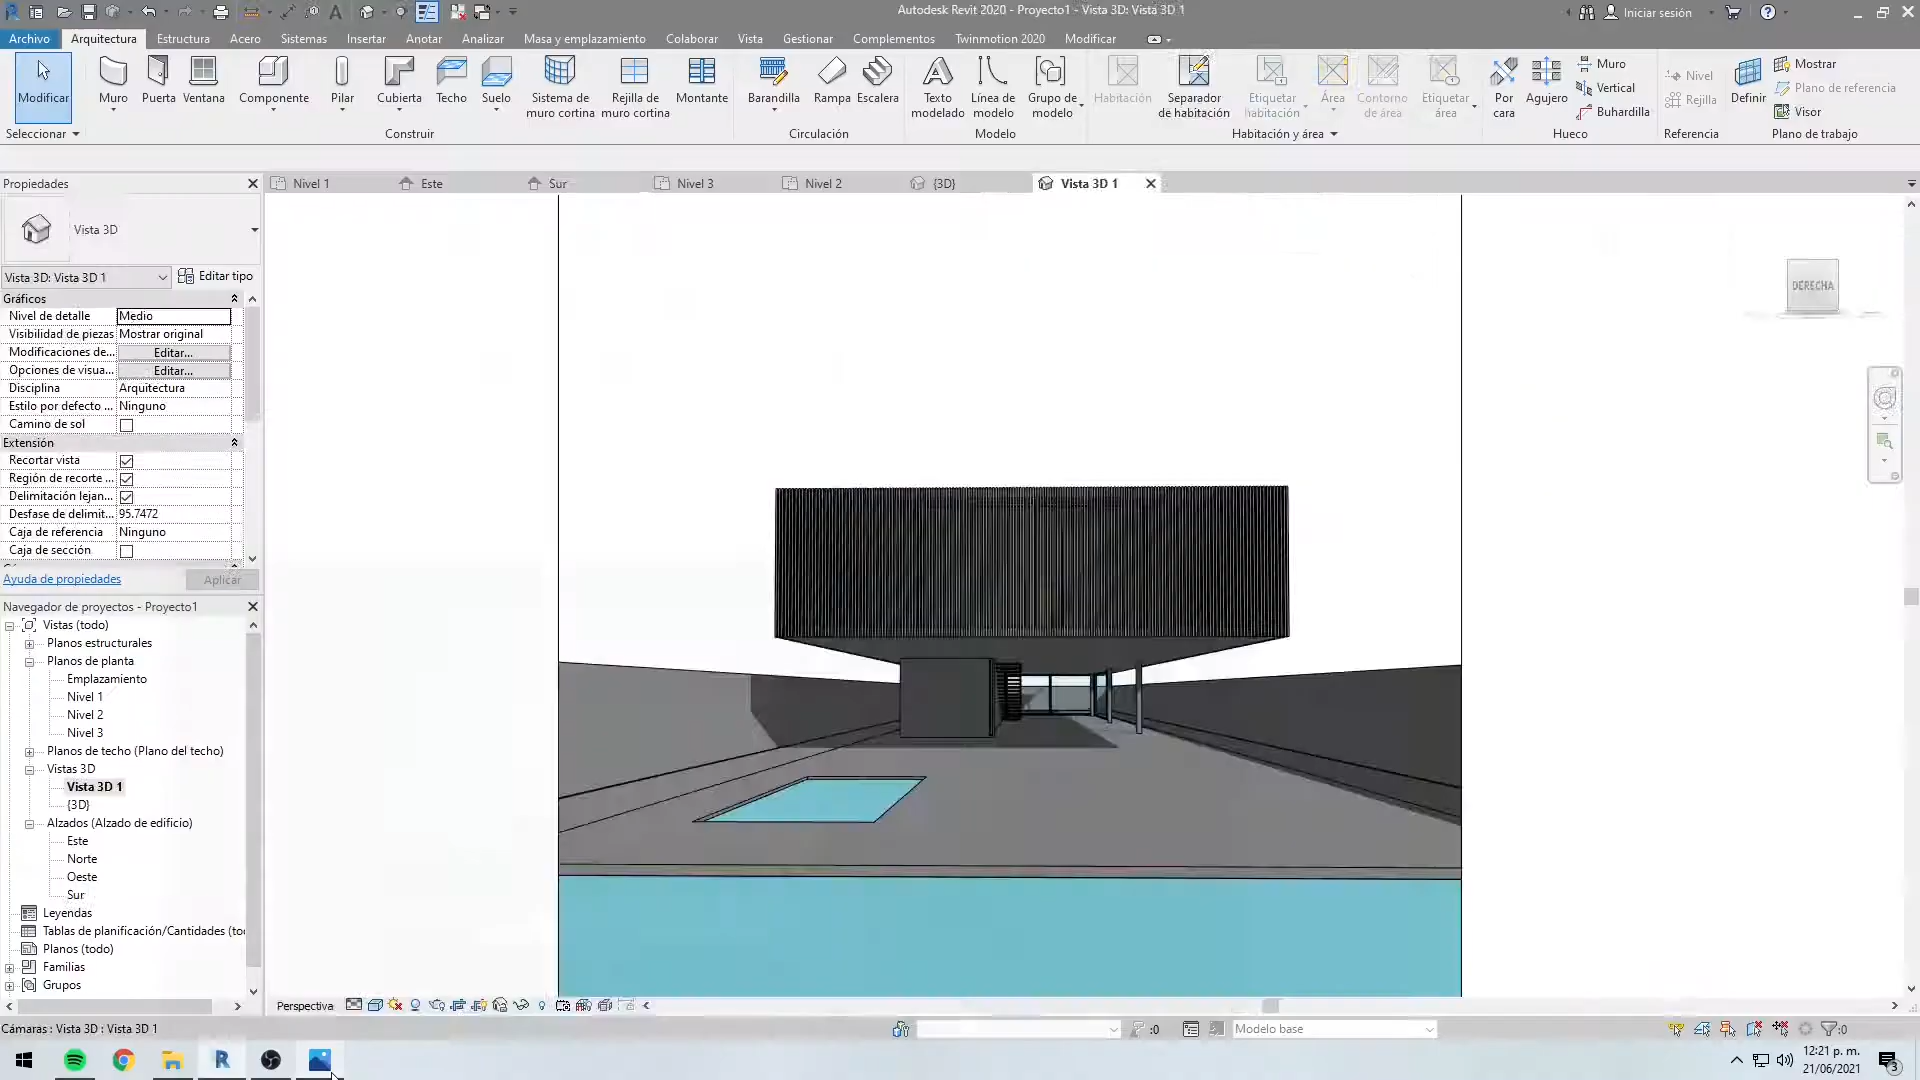 Autodesk Revit 2020 - Proyecto1 - Vista 3D: Vista 3D 1
Iniciar sesión
Archivo Arquitectura Estructura Acero Sistemas Insertar Anotar Analizar Masa y emplazamiento Colaborar Vista Gestionar Complementos Twinmotion 2020 Modificar
Modificar
Muro
Puerta
Ventana
Componente
Pilar
Cubierta
Techo
Suelo
Sistema de
muro cortina
Rejilla de
muro cortina
Montante
Barandilla
Rampa
Escalera
Texto
modelado
Línea de
modelo
Grupo de
modelo
Habitación
Separador
de habitación
Etiquetar
habitación
Área
Contorno
de área
Etiquetar
área
Por
cara
Agujero
Muro
Vertical
Buhardilla
Nivel
Rejilla
Definir
Mostrar
Plano de referencia
Visor
Seleccionar
Construir
Circulación
Modelo
Habitación y área
Hueco
Referencia
Plano de trabajo
Propiedades
Nivel 1
Este
Sur
Nivel 3
Nivel 2
{3D}
Vista 3D 1
Vista 3D
Vista 3D: Vista 3D 1
Editar tipo
Gráficos
Nivel de detalle Medio
Visibilidad de piezas Mostrar original
Modificaciones de... Editar...
Opciones de visua... Editar...
Disciplina Arquitectura
Estilo por defecto ... Ninguno
Camino de sol
Extensión
Recortar vista
Región de recorte ...
Delimitación lejan...
Desfase de delimit... 95.7472
Caja de referencia Ninguno
Caja de sección
Ayuda de propiedades
Aplicar
DERECHA
Navegador de proyectos - Proyecto1
Vistas (todo)
Planos estructurales
Planos de planta
Emplazamiento
Nivel 1
Nivel 2
Nivel 3
Planos de techo (Plano del techo)
Vistas 3D
Vista 3D 1
{3D}
Alzados (Alzado de edificio)
Este
Norte
Oeste
Sur
Leyendas
Tablas de planificación/Cantidades (to
Planos (todo)
Familias
Grupos
Perspectiva
Cámaras : Vista 3D : Vista 3D 1
:0
Modelo base
:0
12:21 p. m.
21/06/2021
3